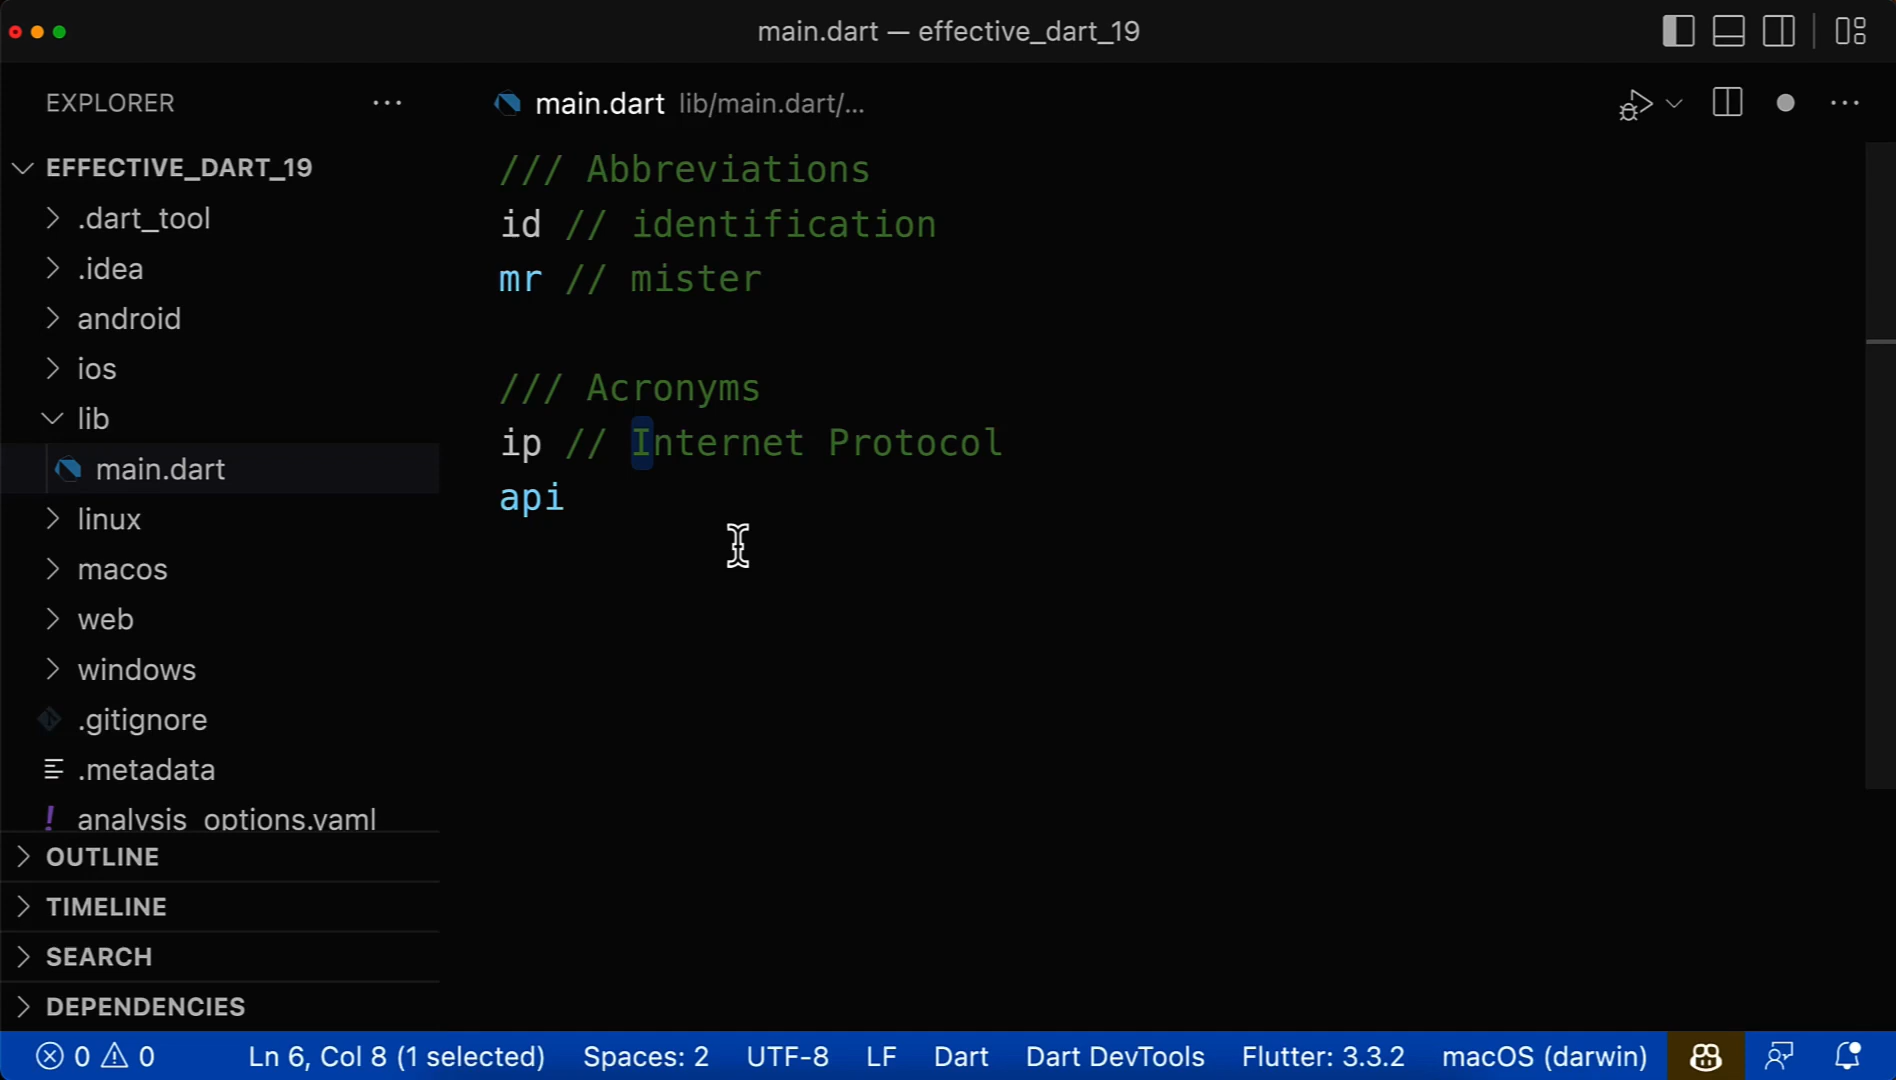 main.dart — effective_dart_19
EXPLORER
main.dart lib/main.dart/...
EFFECTIVE_DART_19
.dart_tool
.idea
android
ios
lib
main.dart
linux
macos
web
windows
.gitignore
.metadata
analysis_options.yaml
OUTLINE
TIMELINE
SEARCH
DEPENDENCIES
/// Abbreviations
id // identification
mr // mister
/// Acronyms
ip // Internet Protocol
api
0 0 Ln 6, Col 8 (1 selected) Spaces: 2 UTF-8 LF Dart Dart DevTools Flutter: 3.3.2 macOS (darwin)